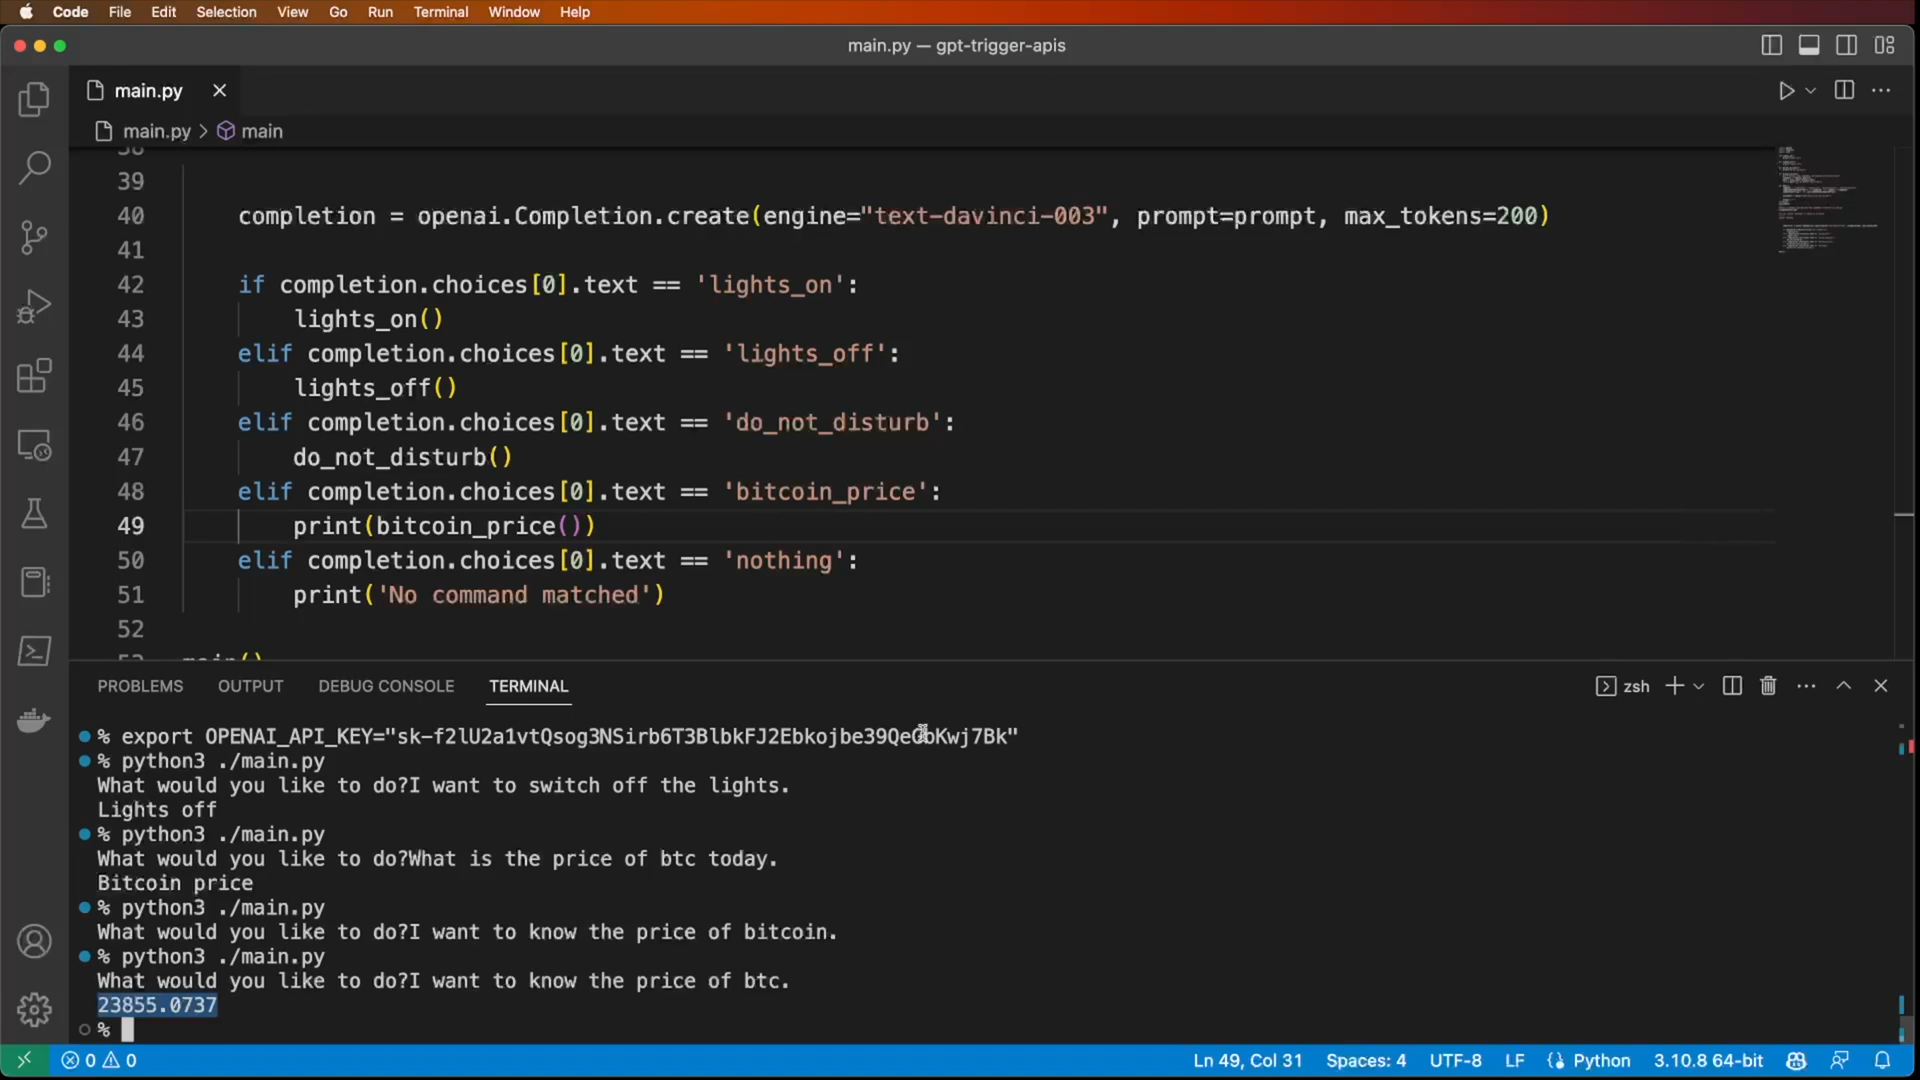 Code File Edit Selection View Go Run Terminal Window Help
main.py — gpt-trigger-apis
main.py
main.py > main
38
39
40 completion = openai.Completion.create(engine="text-davinci-003", prompt=prompt, max_tokens=200)
41
42 if completion.choices[0].text == 'lights_on':
43 lights_on()
44 elif completion.choices[0].text == 'lights_off':
45 lights_off()
46 elif completion.choices[0].text == 'do_not_disturb':
47 do_not_disturb()
48 elif completion.choices[0].text == 'bitcoin_price':
49 print(bitcoin_price())
50 elif completion.choices[0].text == 'nothing':
51 print('No command matched')
52
53 main()
PROBLEMS OUTPUT DEBUG CONSOLE TERMINAL zsh
% export OPENAI_API_KEY="sk-f2lU2a1vtQsog3NSirb6T3BlbkFJ2Ebkojbe39Qe bKwj7Bk"
% python3 ./main.py
What would you like to do?I want to switch off the lights.
Lights off
% python3 ./main.py
What would you like to do?What is the price of btc today.
Bitcoin price
% python3 ./main.py
What would you like to do?I want to know the price of bitcoin.
% python3 ./main.py
What would you like to do?I want to know the price of btc.
23855.0737
%
0 0 Ln 49, Col 31 Spaces: 4 UTF-8 LF Python 3.10.8 64-bit